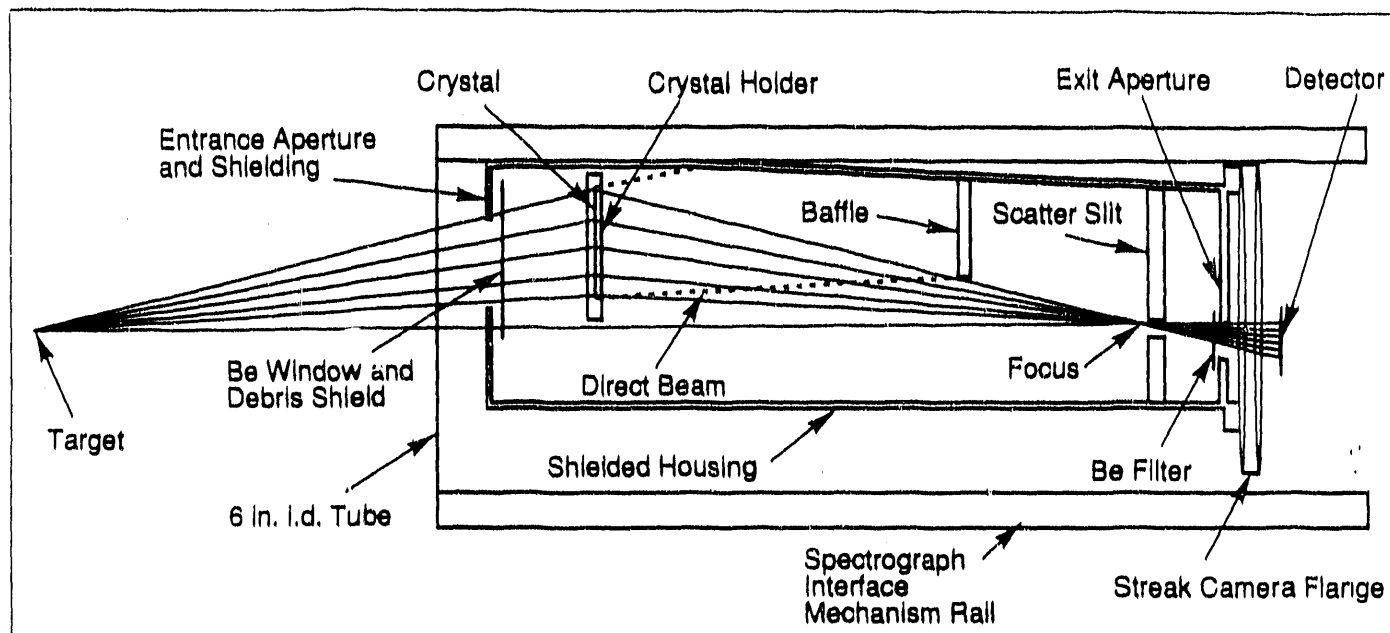 Crystal
Crystal Holder
Exit Aperture
Detector
Entrance Aperture
and Shielding
Baffle
Scatter Slit
Be Window and
Debris Shield
Direct Beam
Focus
Target
Shielded Housing
Be Filter
6 in. i.d. Tube
Spectrograph
Interface
Mechanism Rail
Streak Camera Flange